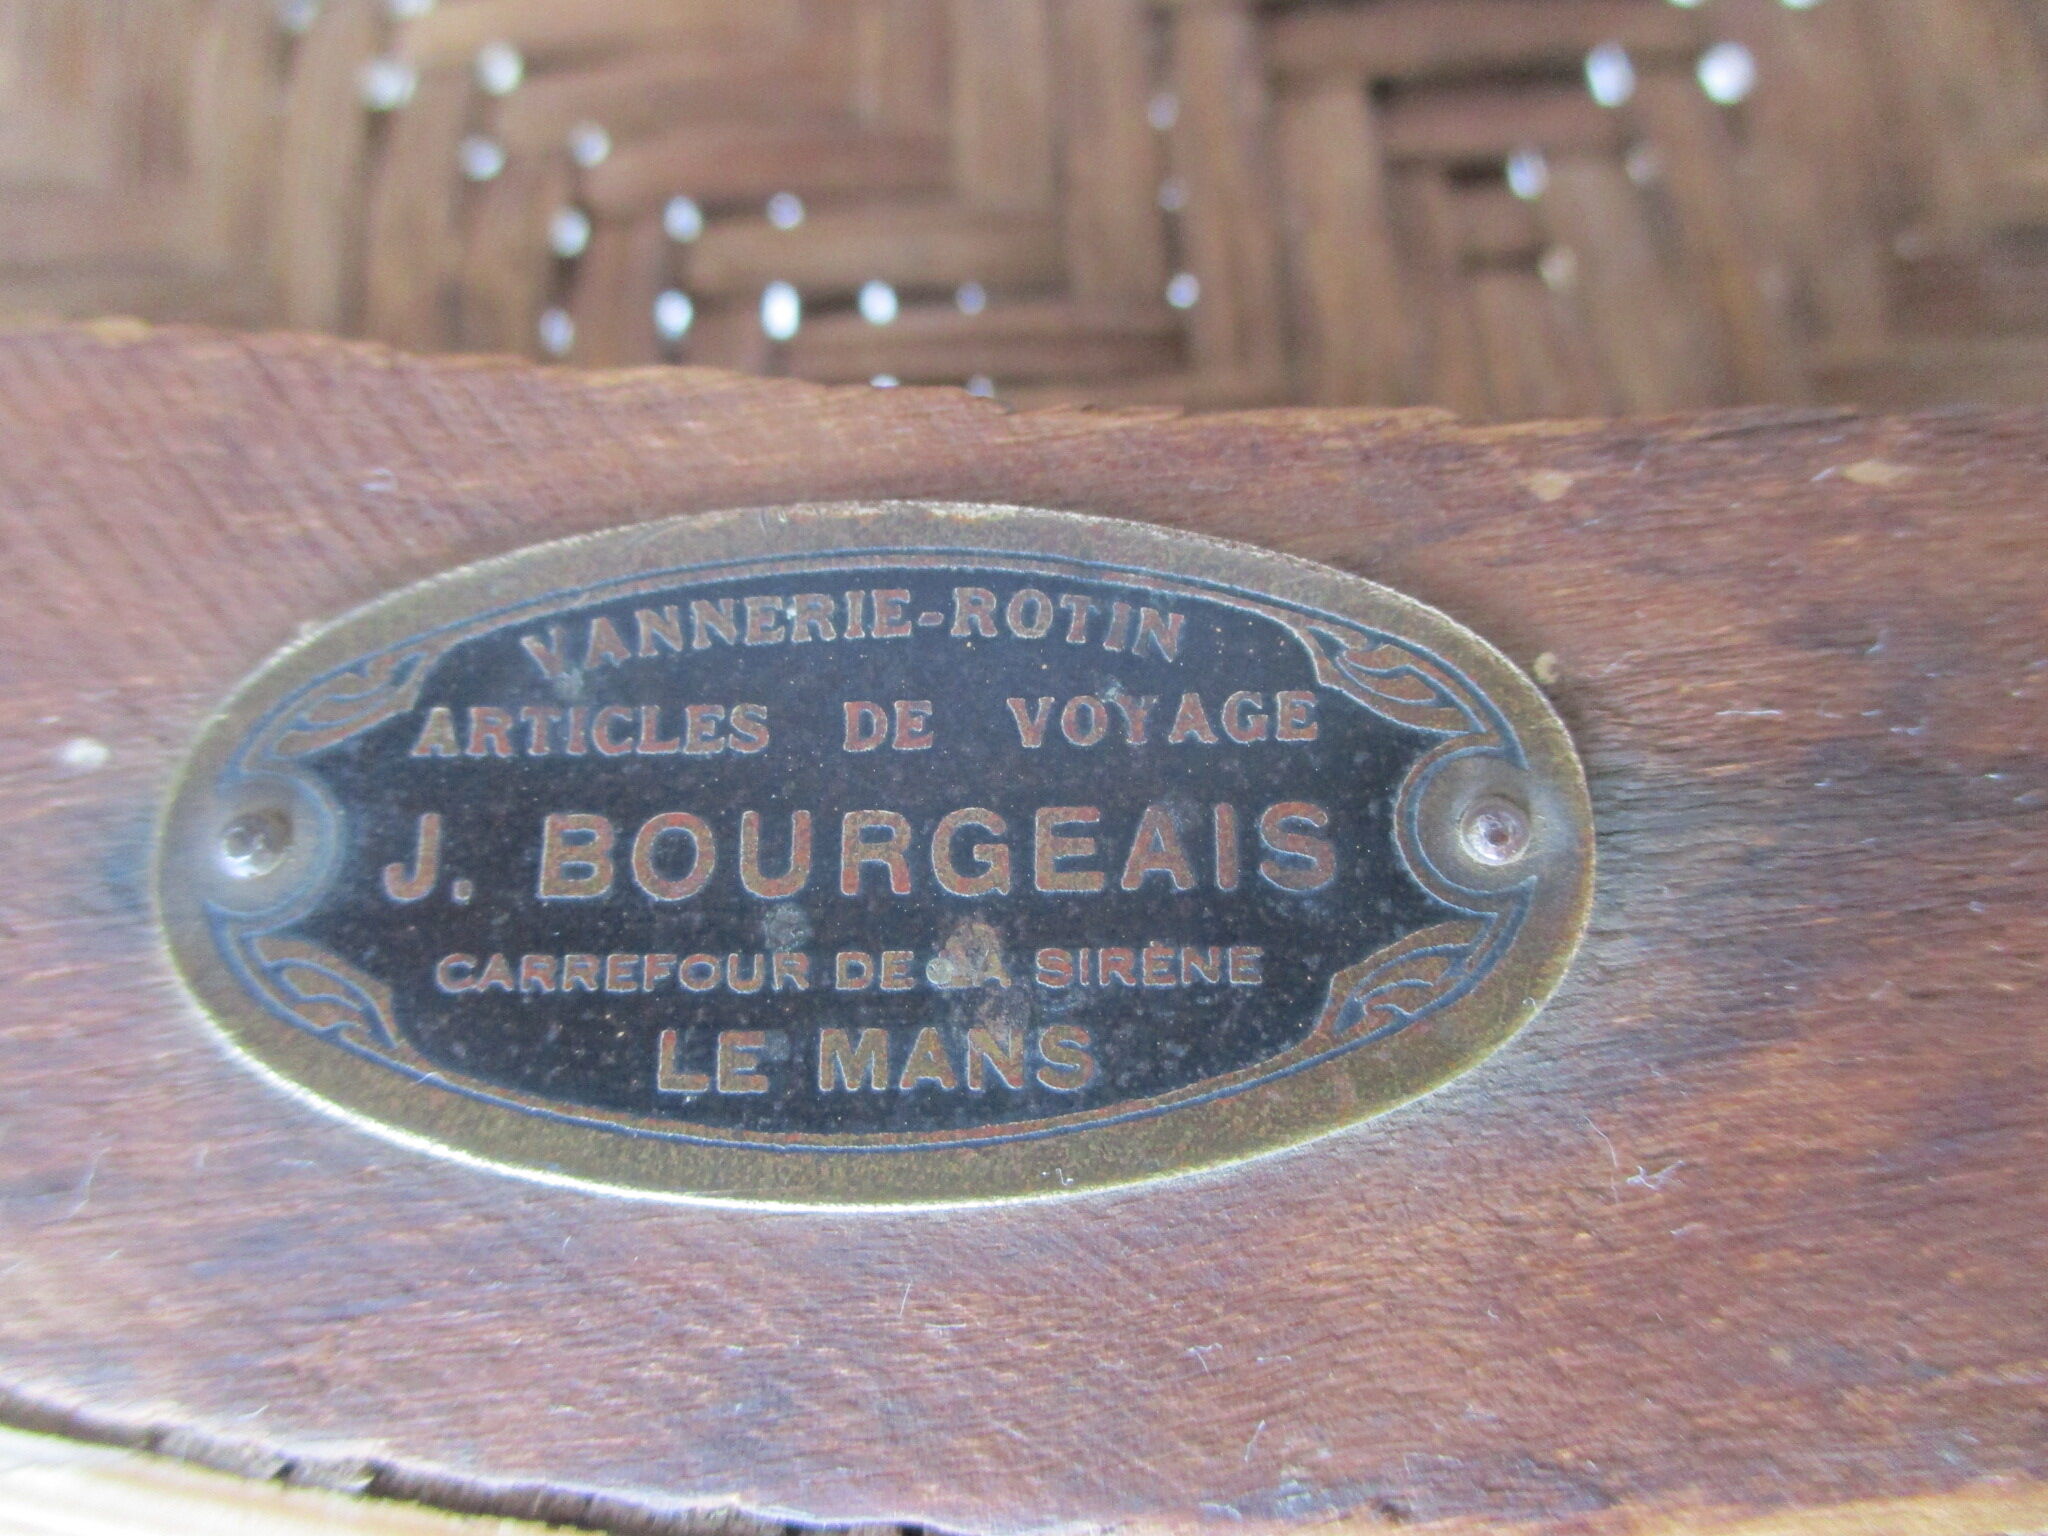 VANNERIE-ROTIN
ARTICLES DE VOYAGE
J. BOURGEAIS
CARREFOUR DE LA SIRÈNE
LE MANS